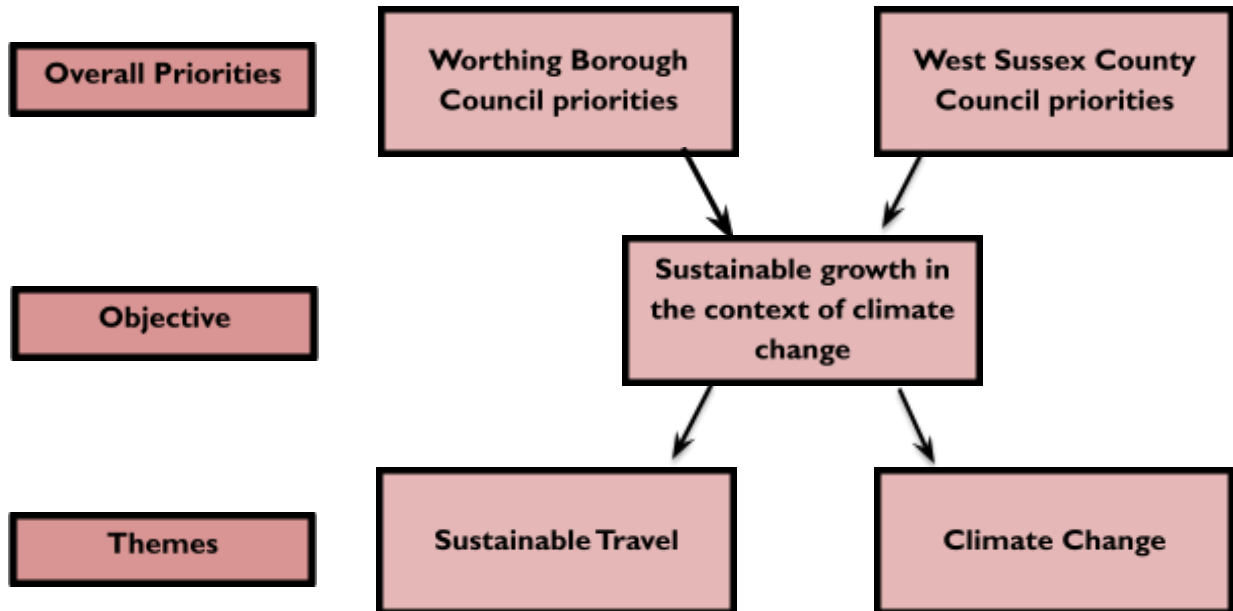 Overall Priorities
Worthing Borough
Council priorities
West Sussex County
Council priorities
Objective
Sustainable growth in
the context of climate
change
Themes
Sustainable Travel
Climate Change